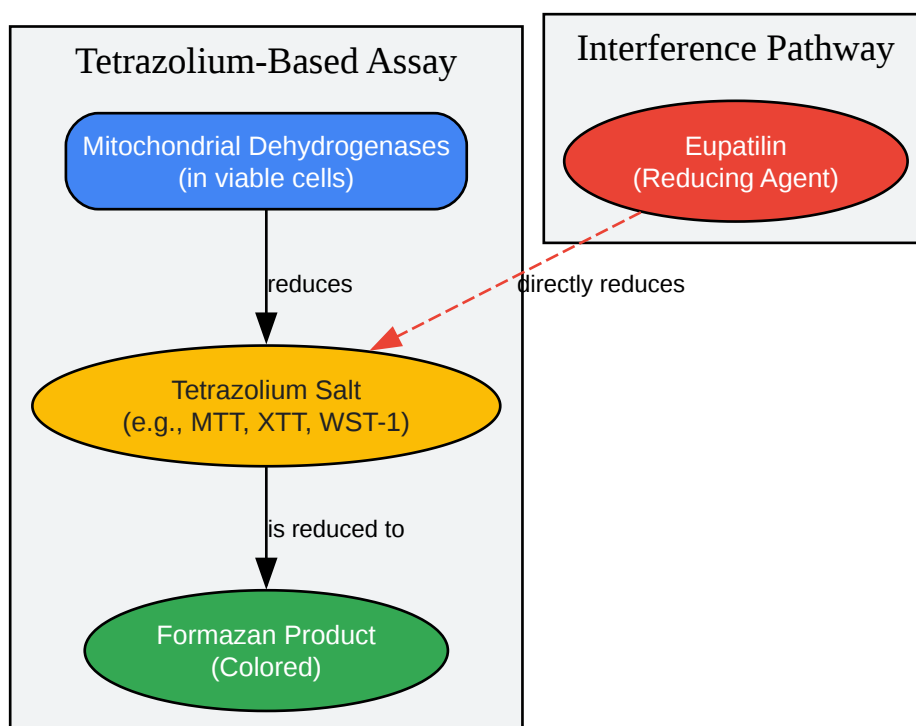 Tetrazolium-Based Assay
Mitochondrial Dehydrogenases
(in viable cells)
reduces
Tetrazolium Salt
(e.g., MTT, XTT, WST-1)
is reduced to
Formazan Product
(Colored)
Interference Pathway
Eupatilin
(Reducing Agent)
directly reduces